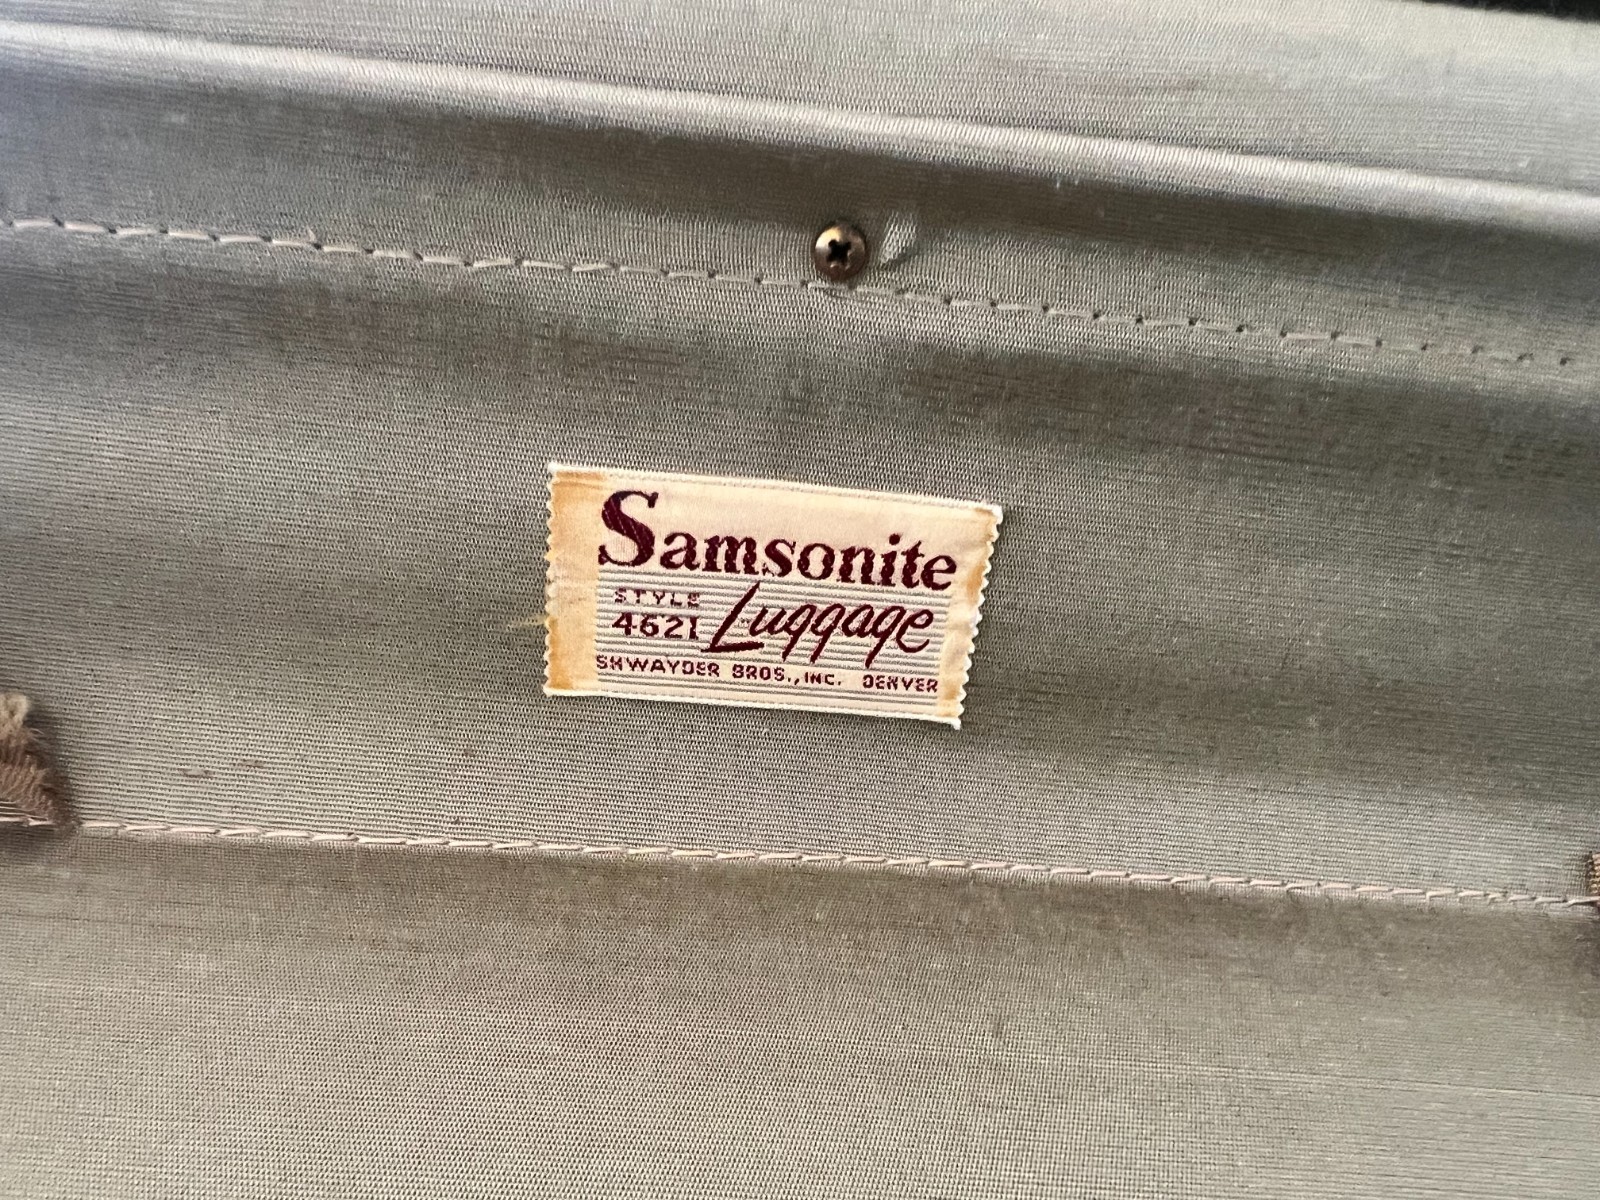 Samsonite
STYLE
4621 Luggage
SHWAYDER BROS., INC. DENVER